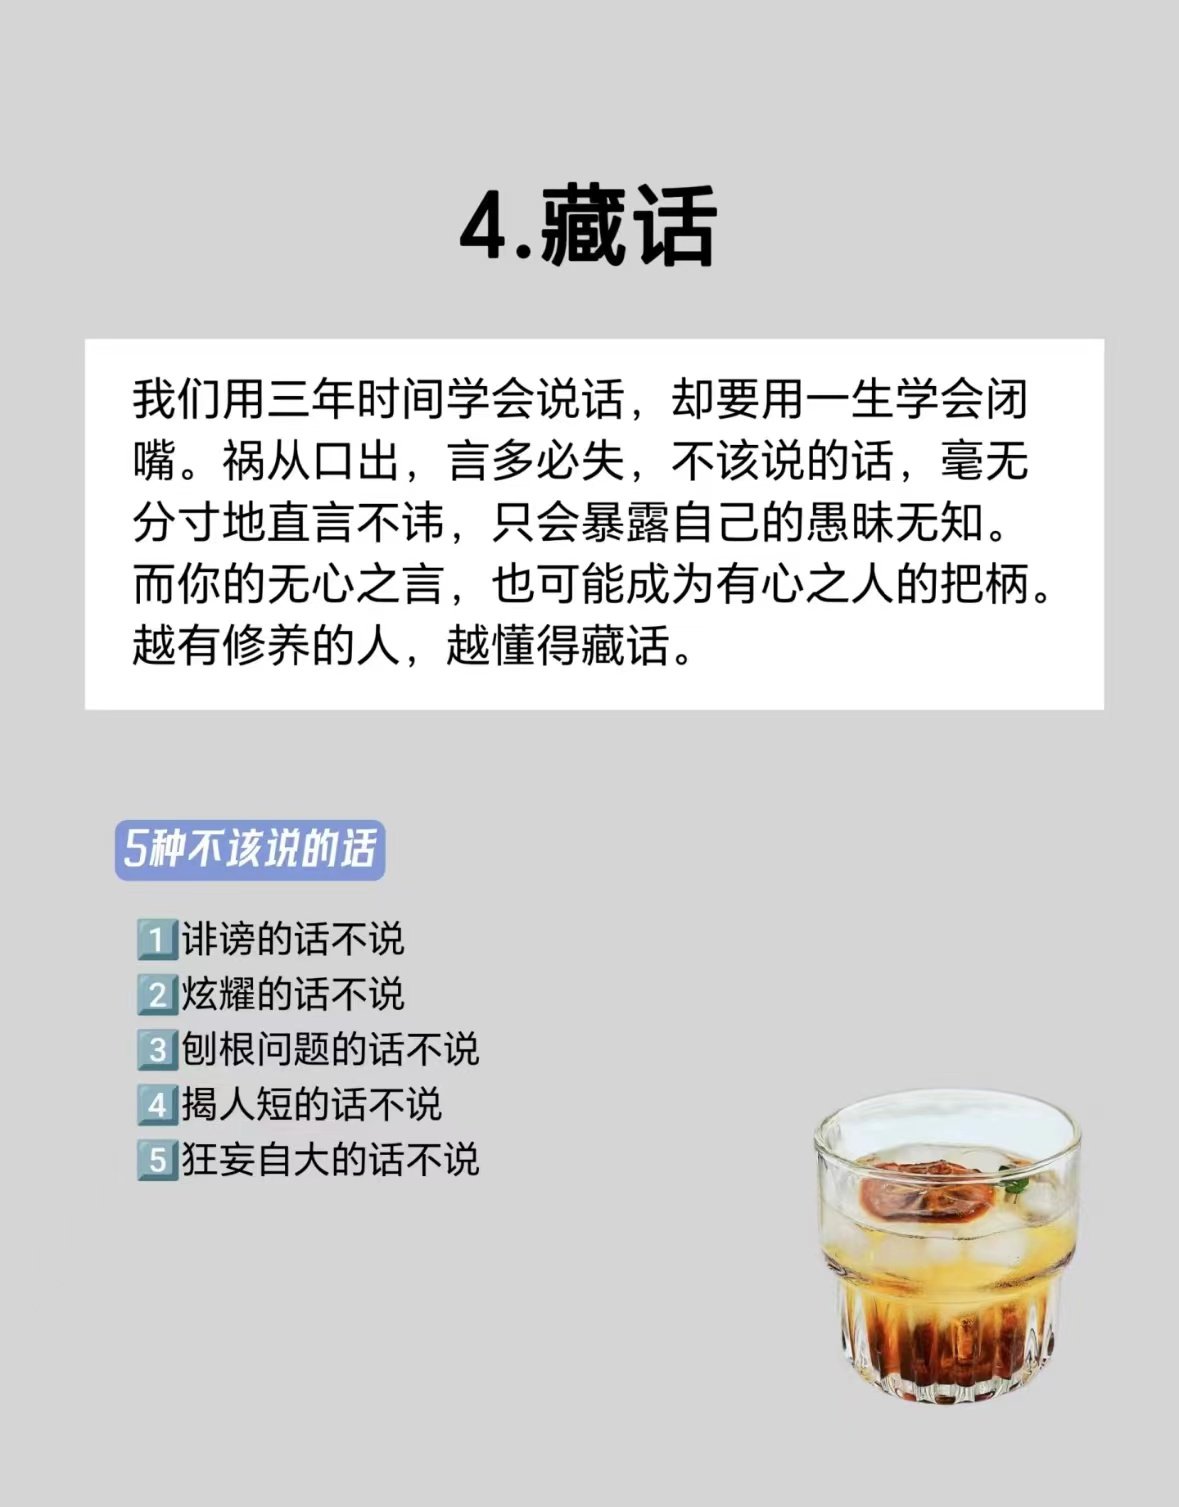 4.藏话
我们用三年时间学会说话，却要用一生学会闭
嘴。祸从口出，言多必失，不该说的话，毫无
分寸地直言不讳，只会暴露自己的愚昧无知。
而你的无心之言，也可能成为有心之人的把柄。
越有修养的人，越懂得藏话。
5种不该说的话
1️⃣诽谤的话不说
2️⃣炫耀的话不说
3️⃣刨根问题的话不说
4️⃣揭人短的话不说
5️⃣狂妄自大的话不说